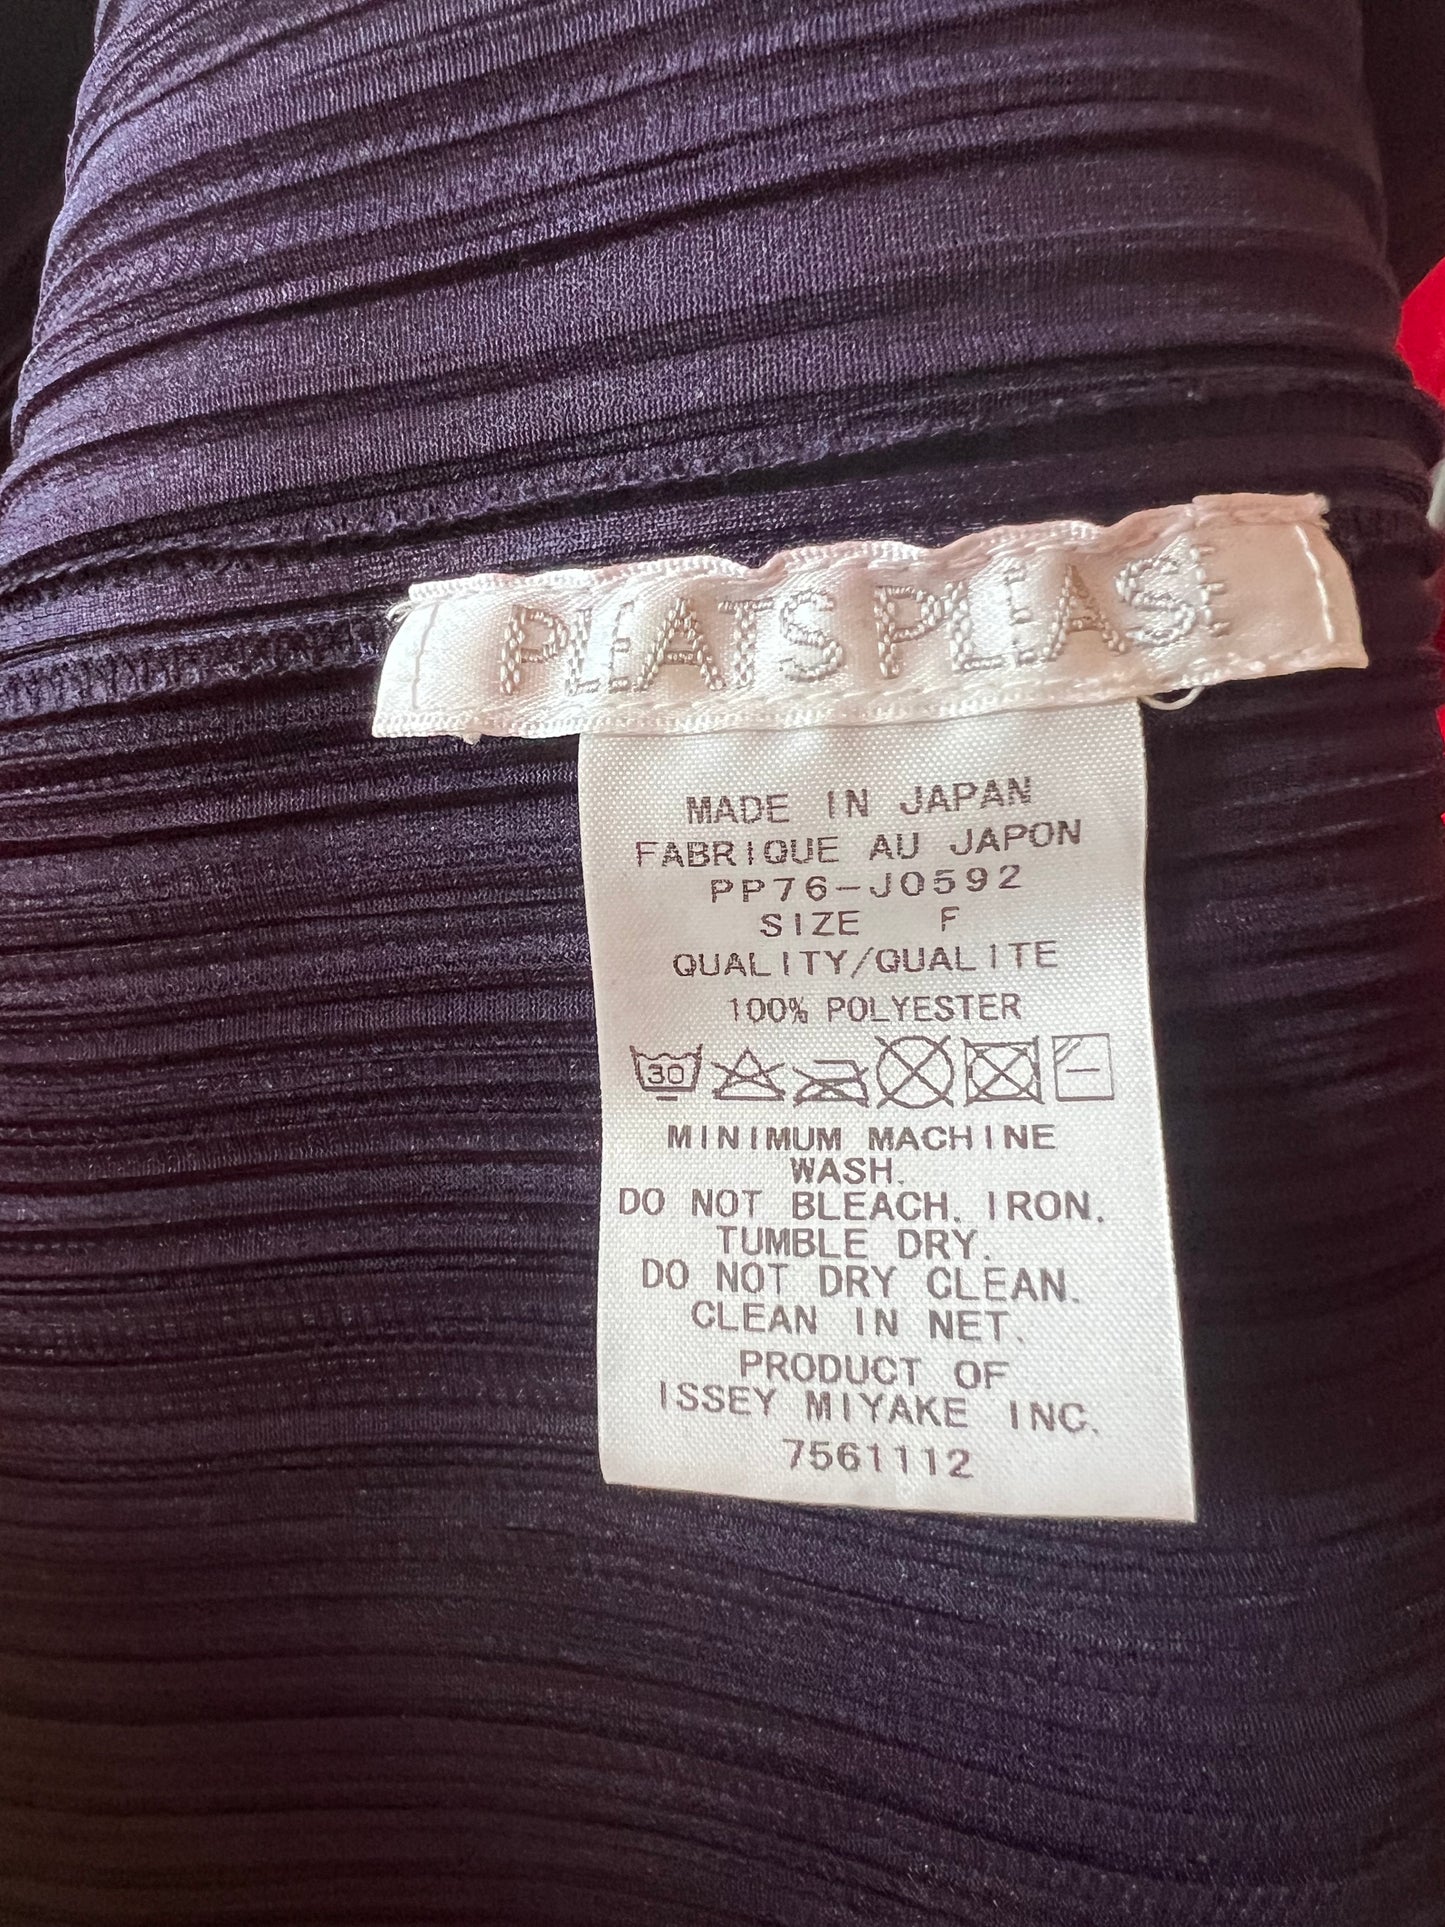 PLEATS PLEASE
MADE IN JAPAN
FABRIQUE AU JAPON
PP76-J0592
SIZE F
QUALITY/QUALITE
100% POLYESTER
30
MINIMUM MACHINE
WASH.
DO NOT BLEACH. IRON.
TUMBLE DRY.
DO NOT DRY CLEAN.
CLEAN IN NET.
PRODUCT OF
ISSEY MIYAKE INC.
7561112